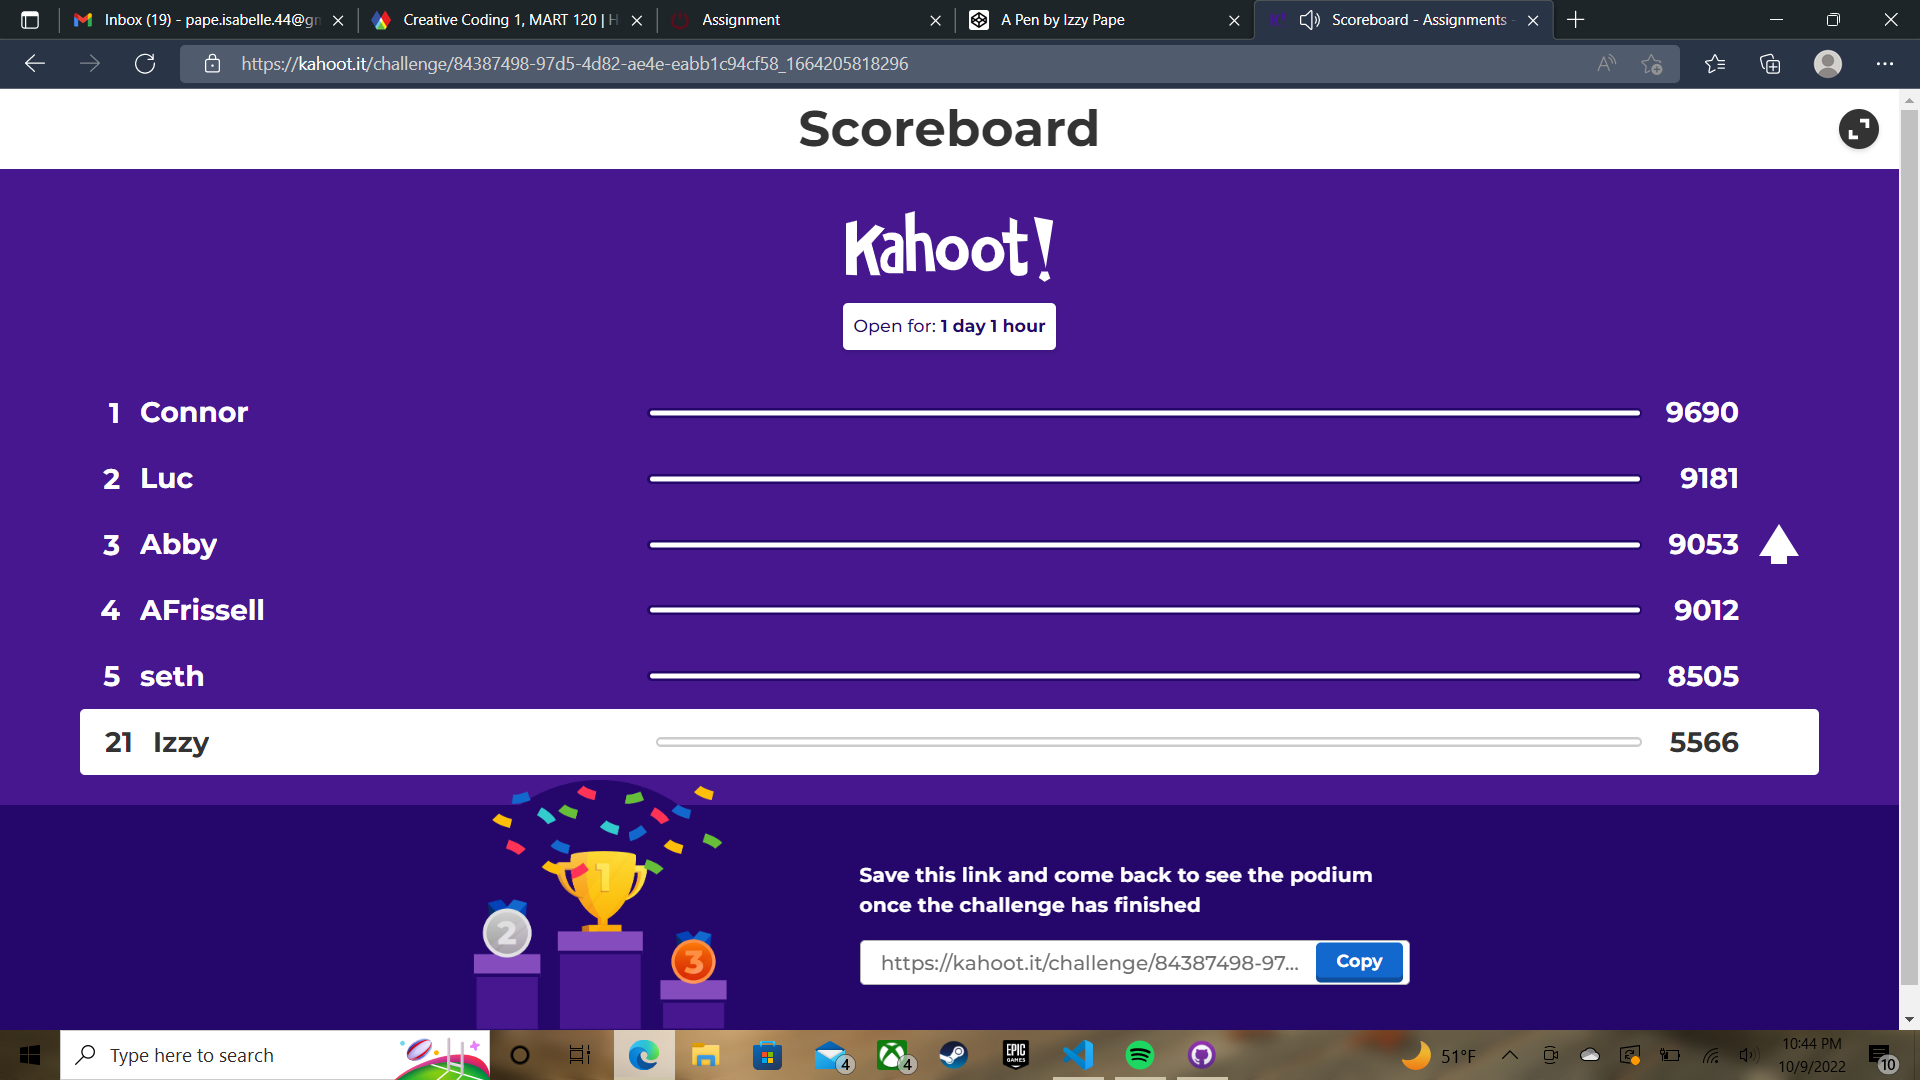 Inbox (19) - pape.isabelle.44@gm
Creative Coding 1, MART 120 | H
Assignment
A Pen by Izzy Pape
Scoreboard - Assignments -
https://kahoot.it/challenge/84387498-97d5-4d82-ae4e-eabb1c94cf58_1664205818296
Scoreboard
Kahoot!
Open for: 1 day 1 hour
1 Connor 9690
2 Luc 9181
3 Abby 9053
4 AFrissell 9012
5 seth 8505
21 Izzy 5566
1
2
3
Save this link and come back to see the podium
once the challenge has finished
https://kahoot.it/challenge/84387498-97...
Copy
Type here to search
4
4
EPIC
GAMES
51°F
10:44 PM
10/9/2022
10